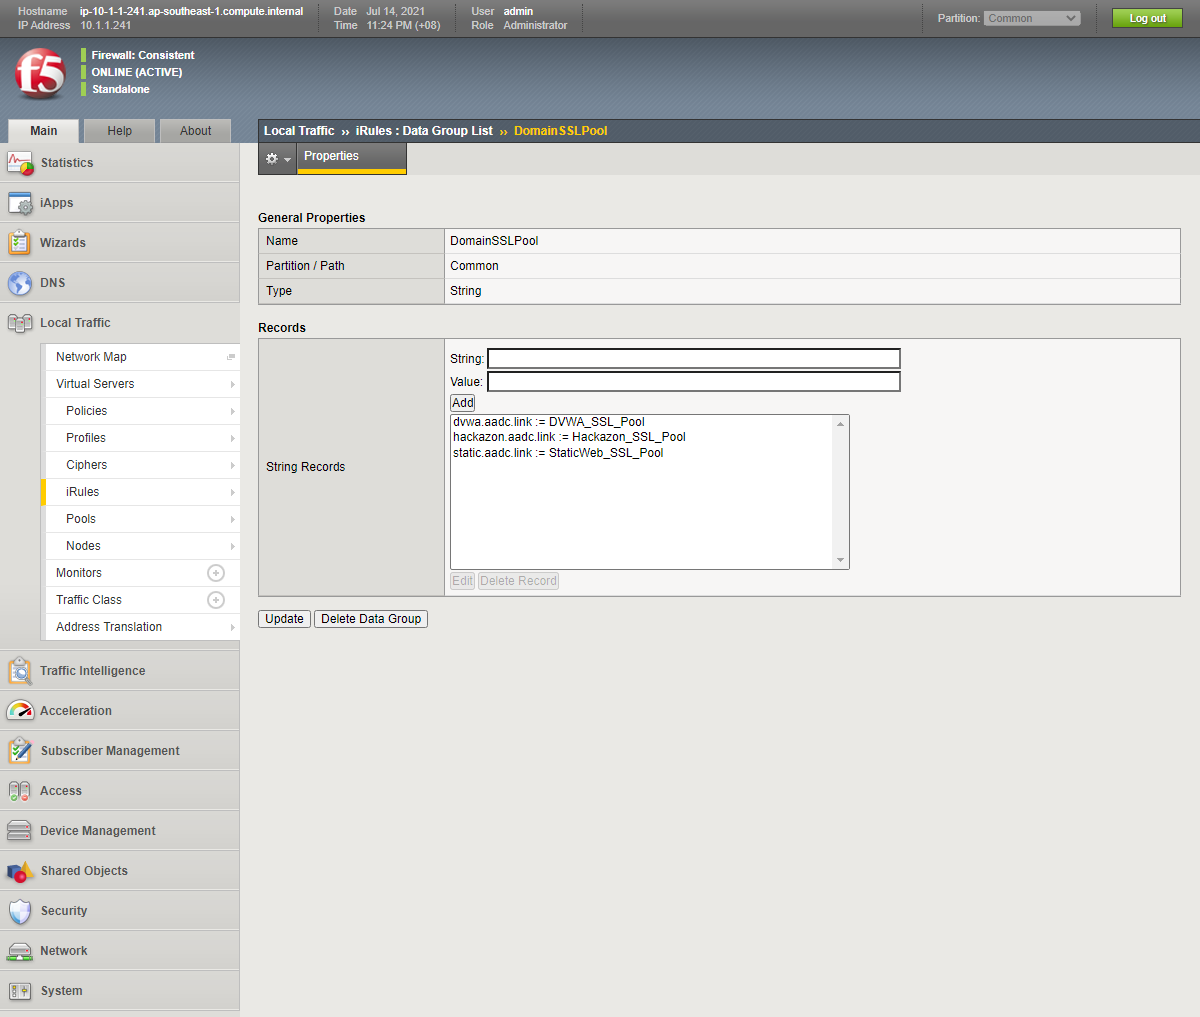 Hostname ip-10-1-1-241.ap-southeast-1.compute.internal Date Jul 14, 2021 User admin
IP Address 10.1.1.241 Time 11:24 PM (+08) Role Administrator
Partition: Common Log out
f5
Firewall: Consistent
ONLINE (ACTIVE)
Standalone
Main Help About
Local Traffic ›› iRules : Data Group List ›› DomainSSLPool
Properties
Statistics
iApps
Wizards
DNS
Local Traffic
Network Map
Virtual Servers
Policies
Profiles
Ciphers
iRules
Pools
Nodes
Monitors
Traffic Class
Address Translation
Traffic Intelligence
Acceleration
Subscriber Management
Access
Device Management
Shared Objects
Security
Network
System
General Properties
Name DomainSSLPool
Partition / Path Common
Type String
Records
String Records
String:
Value:
Add
dvwa.aadc.link := DVWA_SSL_Pool
hackazon.aadc.link := Hackazon_SSL_Pool
static.aadc.link := StaticWeb_SSL_Pool
Edit Delete Record
Update Delete Data Group